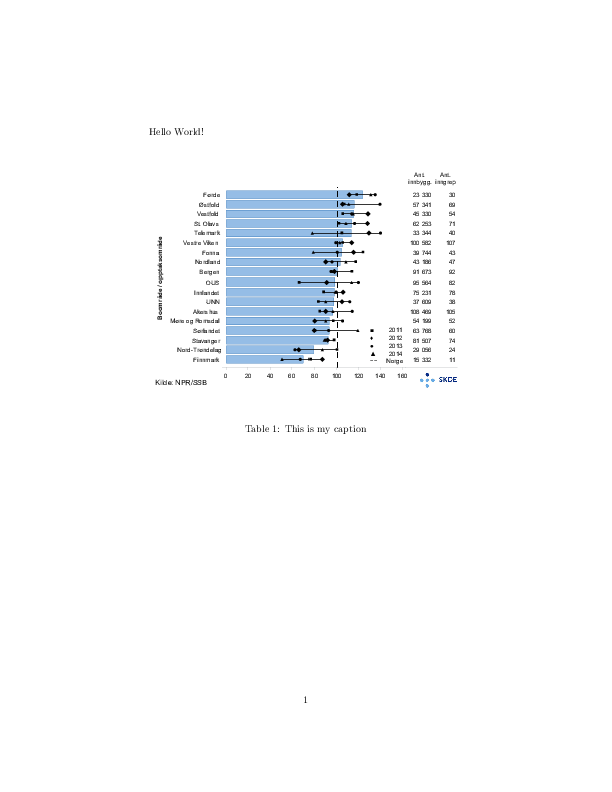 Hello World!
Ant. Ant.
innbygg. inngrep
Boområde / opptaksområde
Førde 23 330 30
Østfold 57 341 69
Vestfold 45 330 54
St. Olavs 62 253 71
Telemark 33 344 40
Vestre Viken 100 582 107
Fonna 39 744 43
Nordland 43 186 47
Bergen 91 673 92
OUS 95 564 82
Innlandet 75 231 78
UNN 37 609 38
Akershus 108 469 105
Møre og Romsdal 54 199 52
Sørlandet 63 768 60
Stavanger 81 507 74
Nord-Trøndelag 29 056 24
Finnmark 15 332 11
2011
2012
2013
2014
Norge
0 20 40 60 80 100 120 140 160
Kilde: NPR/SSB
SKDE
Table 1: This is my caption
1